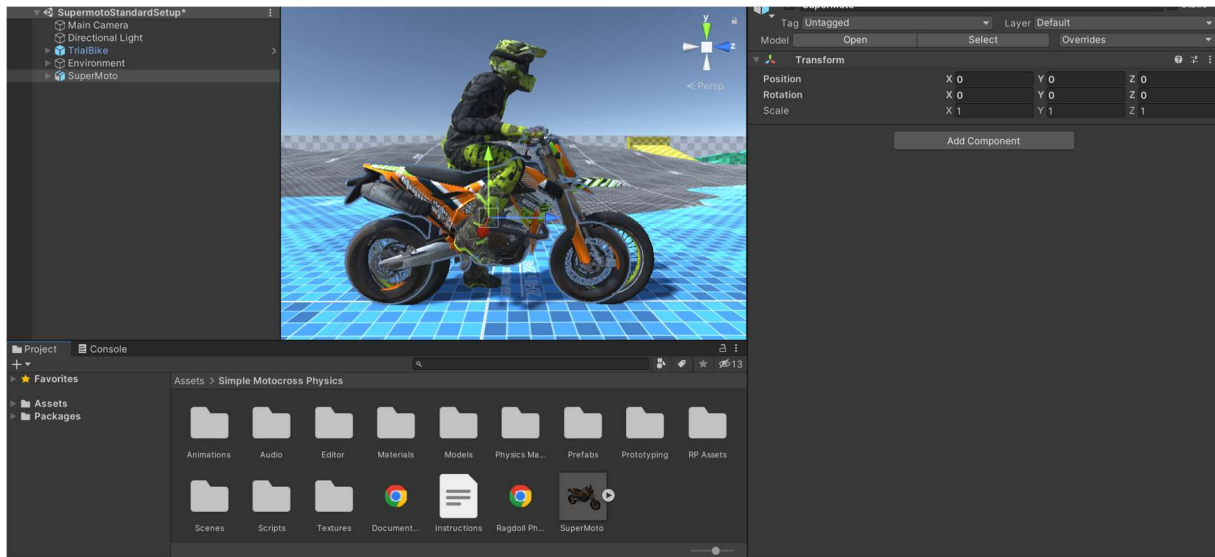 SupermotoStandardSetup*
Main Camera
Directional Light
TrialBike
Environment
SuperMoto
y
z
Persp
Tag Untagged Layer Default
Model Open Select Overrides
Transform
Position X 0 Y 0 Z 0
Rotation X 0 Y 0 Z 0
Scale X 1 Y 1 Z 1
Add Component
Project Console
13
Favorites
Assets
Packages
Assets > Simple Motocross Physics
Animations Audio Editor Materials Models Physics Ma... Prefabs Prototyping RP Assets
Scenes Scripts Textures Document... Instructions Ragdoll Ph... SuperMoto